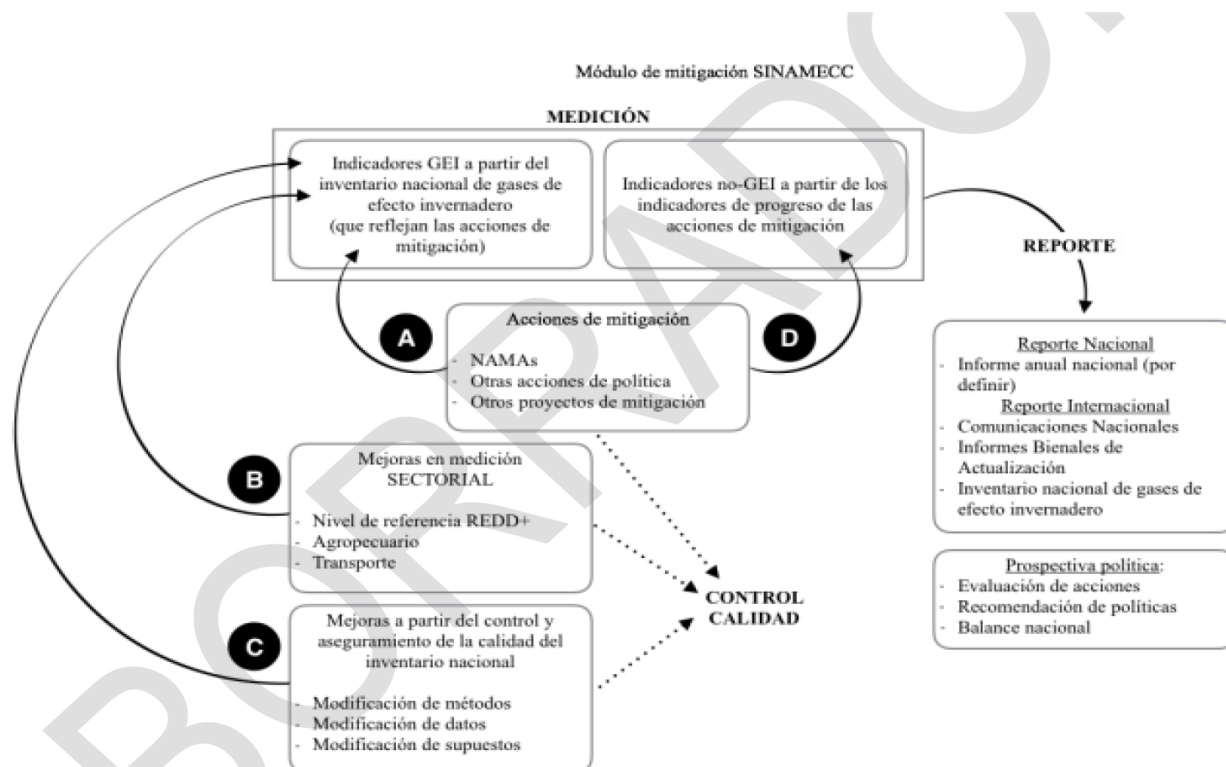 Módulo de mitigación SINAMECC
MEDICIÓN
Indicadores GEI a partir del
inventario nacional de gases de
efecto invernadero
(que reflejan las acciones de
mitigación)
Indicadores no-GEI a partir de los
indicadores de progreso de las
acciones de mitigación
REPORTE
A
Acciones de mitigación
- NAMAs
- Otras acciones de política
- Otros proyectos de mitigación
D
Reporte Nacional
- Informe anual nacional (por
definir)
Reporte Internacional
- Comunicaciones Nacionales
- Informes Bienales de
Actualización
- Inventario nacional de gases de
efecto invernadero
B
Mejoras en medición
SECTORIAL
- Nivel de referencia REDD+
- Agropecuario
- Transporte
CONTROL
CALIDAD
Prospectiva política:
- Evaluación de acciones
- Recomendación de políticas
- Balance nacional
C
Mejoras a partir del control y
aseguramiento de la calidad del
inventario nacional
- Modificación de métodos
- Modificación de datos
- Modificación de supuestos
BORRADOR